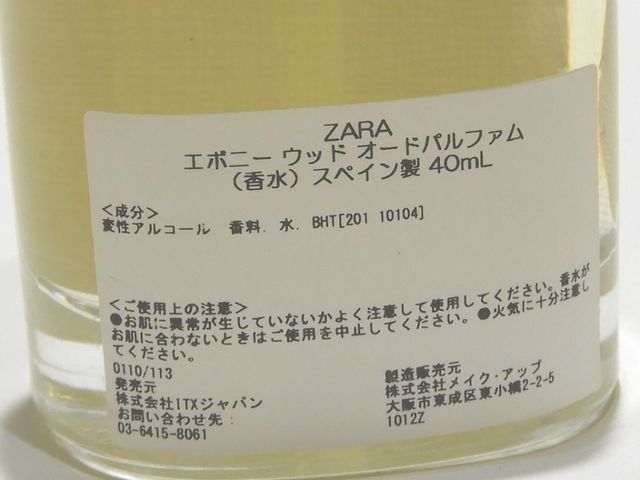 ZARA
エボニー ウッド オードパルファム
（香水）スペイン製 40mL
＜成分＞
変性アルコール. 香料. 水. BHT[201 10104]
＜ご使用上の注意＞
●お肌に異常が生じていないかよく注意して使用してください。香水が
お肌に合わないときはご使用を中止してください。●火気に十分注意し
てください。
0110/113
発売元
株式会社ITXジャパン
お問い合わせ先：
03-6415-8061
製造販売元
株式会社メイク・アップ
大阪市東成区東小橋2-2-5
1012Z